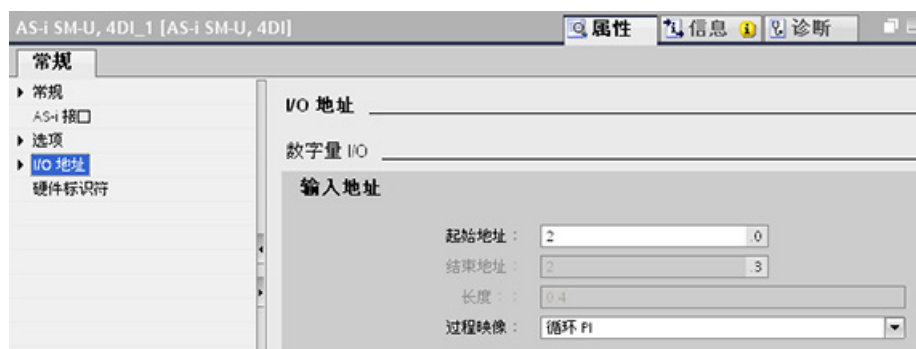 AS-i SM-U, 4DI_1 [AS-i SM-U, 4DI]
属性
信息
诊断
常规
常规
AS-i 接口
选项
I/O 地址
硬件标识符
I/O 地址
数字量 I/O
输入地址
起始地址：
2
.0
结束地址：
2
.3
长度：：
0.4
过程映像：
循环 PI